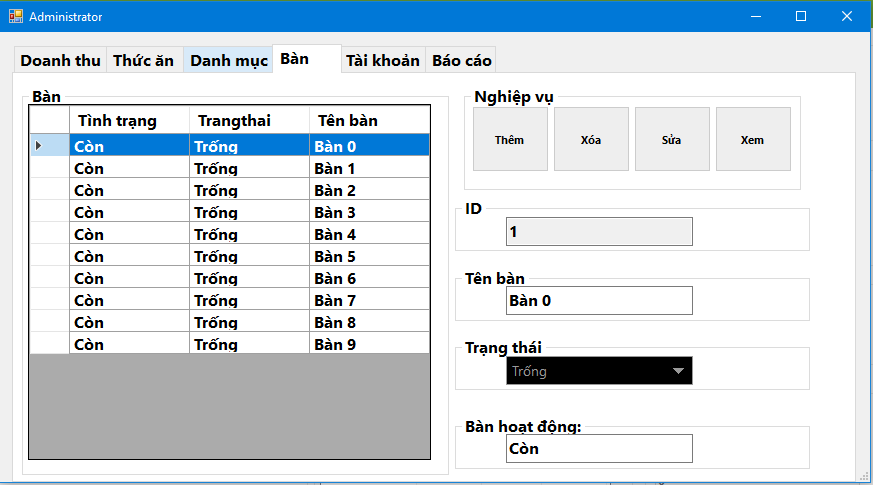 Administrator
Doanh thu Thức ăn Danh mục Bàn Tài khoản Báo cáo
Bàn
Tình trạng Trangthai Tên bàn
Còn Trống Bàn 0
Còn Trống Bàn 1
Còn Trống Bàn 2
Còn Trống Bàn 3
Còn Trống Bàn 4
Còn Trống Bàn 5
Còn Trống Bàn 6
Còn Trống Bàn 7
Còn Trống Bàn 8
Còn Trống Bàn 9
Nghiệp vụ
Thêm Xóa Sửa Xem
ID
1
Tên bàn
Bàn 0
Trạng thái
Trống
Bàn hoạt động:
Còn